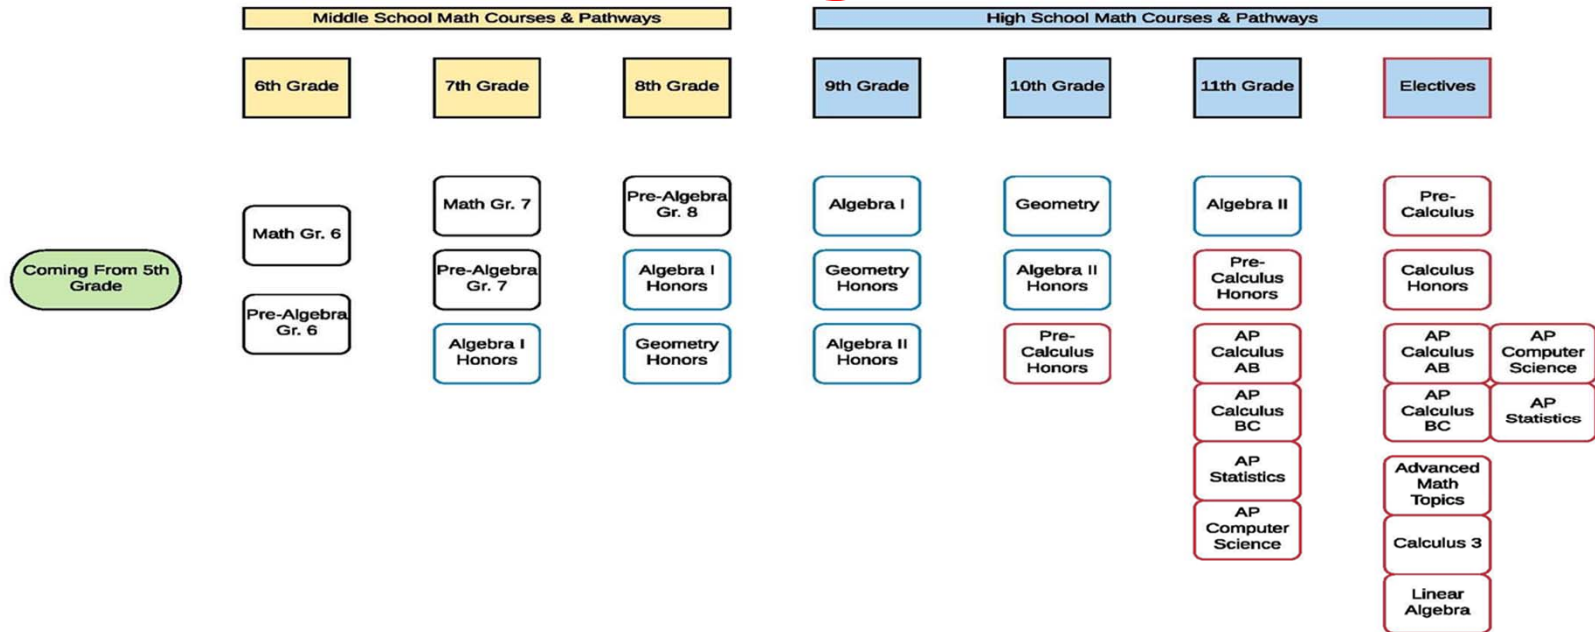 Middle School Math Courses & Pathways
High School Math Courses & Pathways
6th Grade
7th Grade
8th Grade
9th Grade
10th Grade
11th Grade
Electives
Coming From 5th
Grade
Math Gr. 6
Pre-Algebra
Gr. 6
Math Gr. 7
Pre-Algebra
Gr. 7
Algebra I
Honors
Pre-Algebra
Gr. 8
Algebra I
Honors
Geometry
Honors
Algebra I
Geometry
Honors
Algebra II
Honors
Geometry
Algebra II
Honors
Pre-
Calculus
Honors
Algebra II
Pre-
Calculus
Honors
AP
Calculus
AB
AP
Calculus
BC
AP
Statistics
AP
Computer
Science
Pre-
Calculus
Calculus
Honors
AP
Calculus
AB
AP
Computer
Science
AP
Calculus
BC
AP
Statistics
Advanced
Math
Topics
Calculus 3
Linear
Algebra